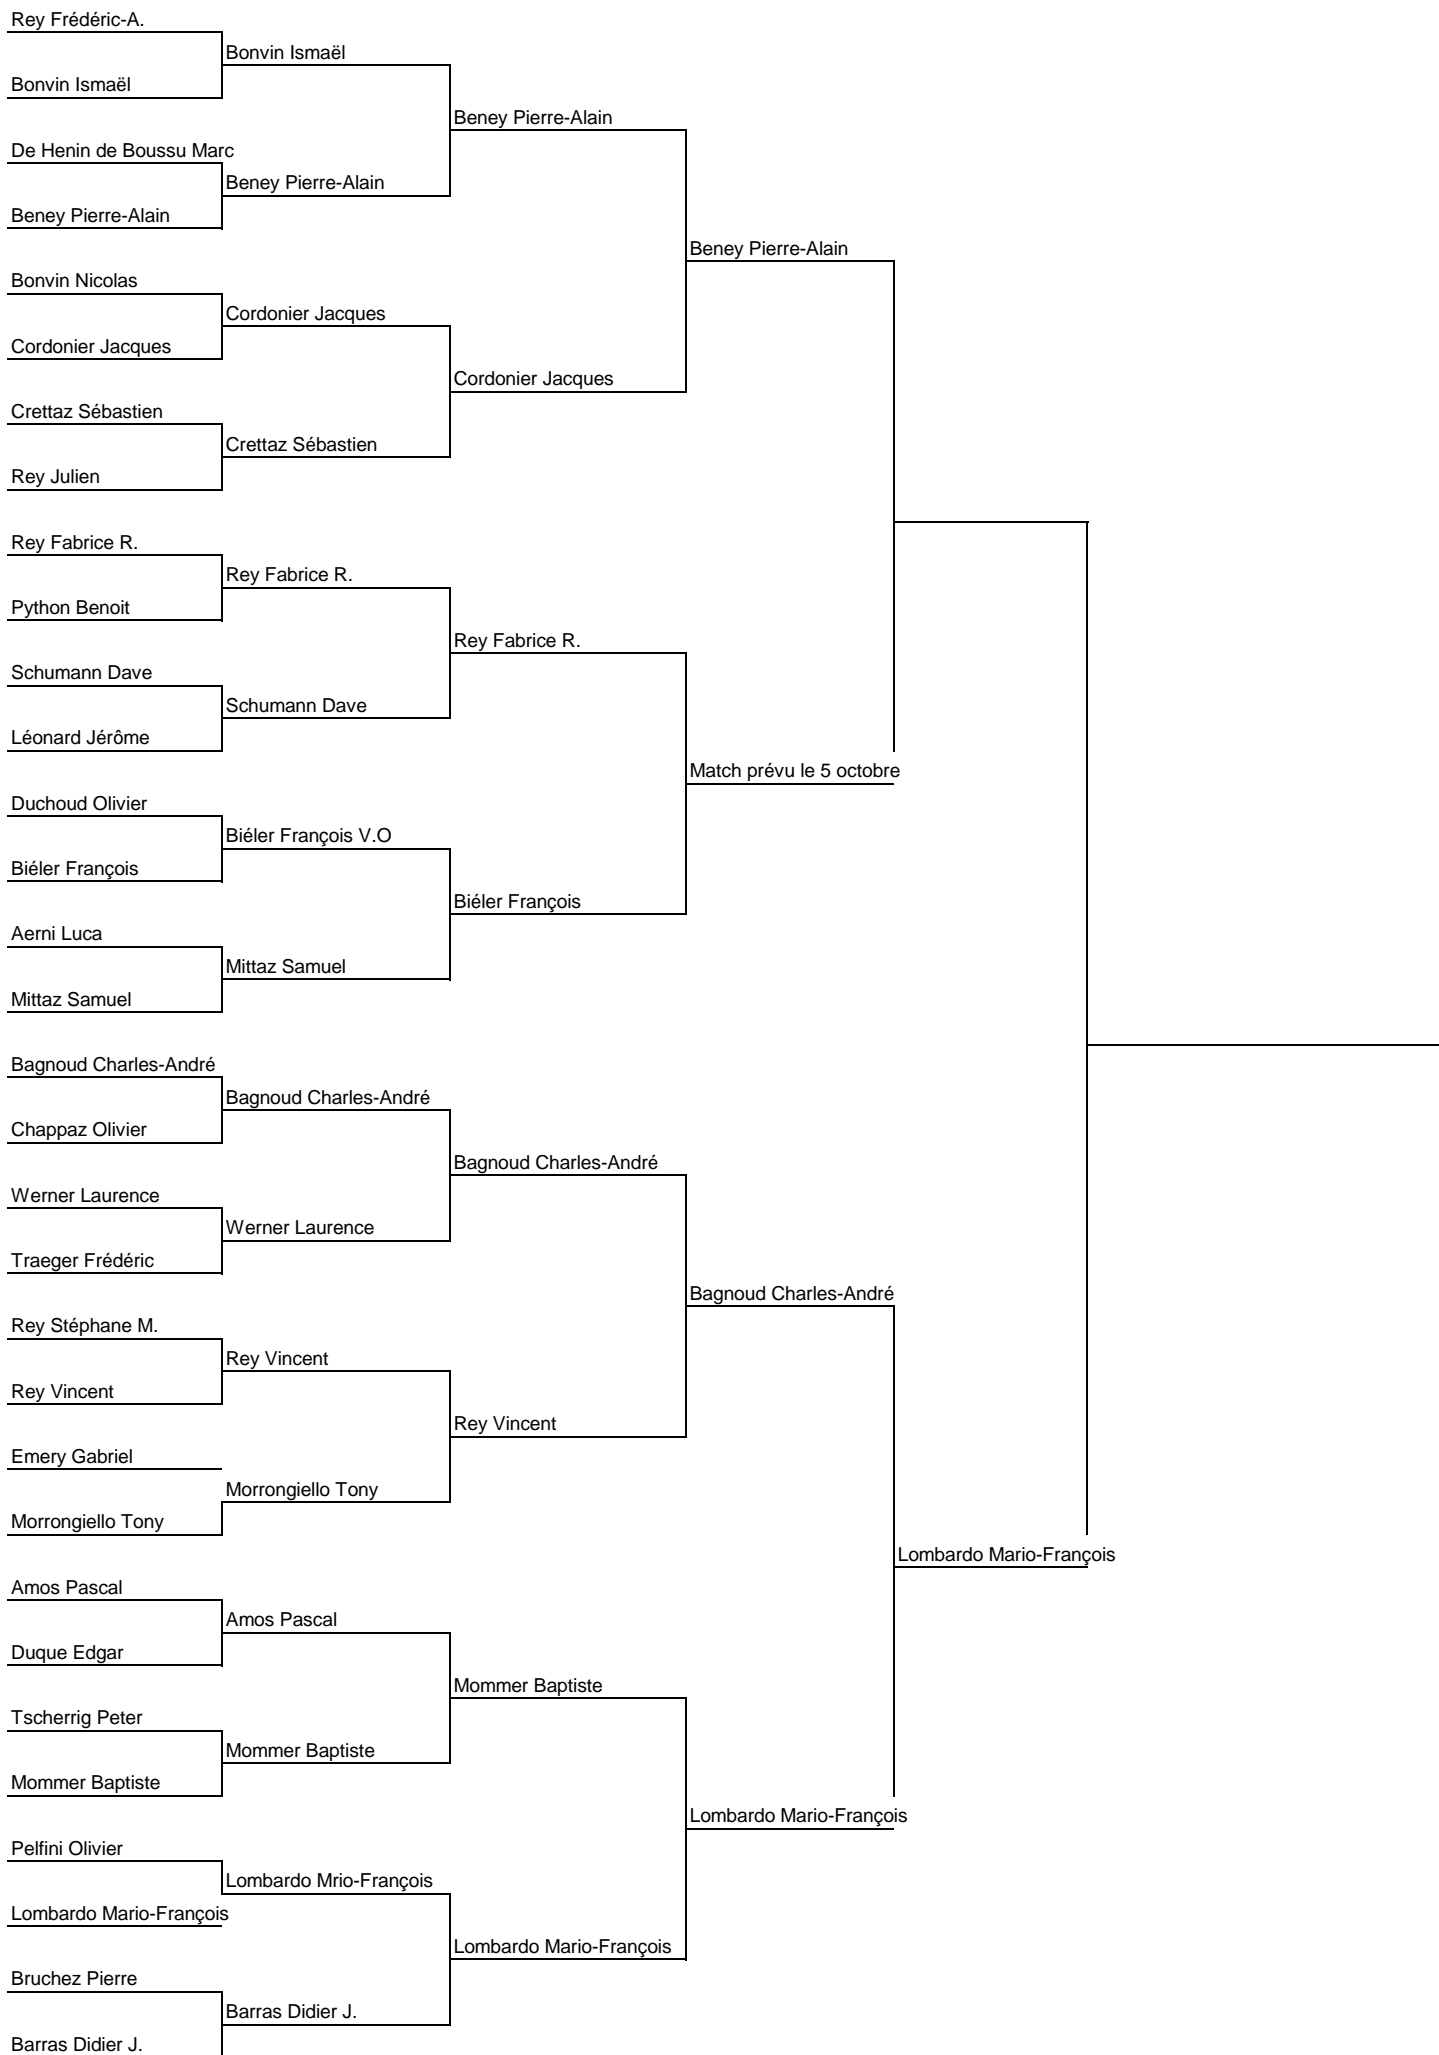 Rey Frédéric-A.
Bonvin Ismaël
Bonvin Ismaël
Beney Pierre-Alain
De Henin de Boussu Marc
Beney Pierre-Alain
Beney Pierre-Alain
Beney Pierre-Alain
Bonvin Nicolas
Cordonier Jacques
Cordonier Jacques
Cordonier Jacques
Crettaz Sébastien
Crettaz Sébastien
Rey Julien
Rey Fabrice R.
Rey Fabrice R.
Python Benoit
Rey Fabrice R.
Schumann Dave
Schumann Dave
Léonard Jérôme
Match prévu le 5 octobre
Duchoud Olivier
Biéler François V.O
Biéler François
Biéler François
Aerni Luca
Mittaz Samuel
Mittaz Samuel
Bagnoud Charles-André
Bagnoud Charles-André
Chappaz Olivier
Bagnoud Charles-André
Werner Laurence
Werner Laurence
Traeger Frédéric
Bagnoud Charles-André
Rey Stéphane M.
Rey Vincent
Rey Vincent
Rey Vincent
Emery Gabriel
Morrongiello Tony
Morrongiello Tony
Lombardo Mario-François
Amos Pascal
Amos Pascal
Duque Edgar
Mommer Baptiste
Tscherrig Peter
Mommer Baptiste
Mommer Baptiste
Lombardo Mario-François
Pelfini Olivier
Lombardo Mrio-François
Lombardo Mario-François
Lombardo Mario-François
Bruchez Pierre
Barras Didier J.
Barras Didier J.